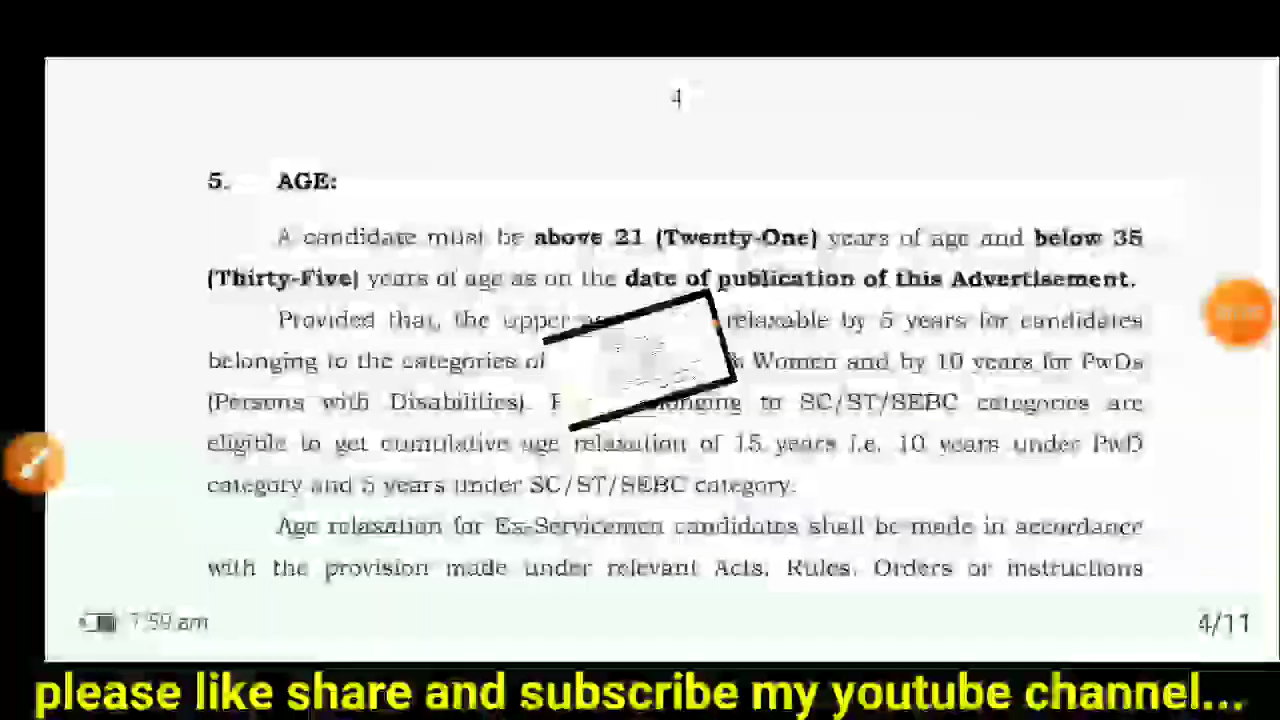 4
5. AGE:
A candidate must be above 21 (Twenty-One) years of age and below 35
(Thirty-Five) years of age as on the date of publication of this Advertisement.
Provided that, the upper relaxable by 5 years for candidates
belonging to the categories of Women and by 10 years for PwDs
(Persons with Disabilities). to SC/ST/SEBC categories are
eligible to get cumulative age relaxation of 15 years i.e. 10 years under PwD
category and 5 years under SC/ST/SEBC category.
Age relaxation for Ex-Servicemen candidates shall be made in accordance
with the provision made under relevant Acts, Rules, Orders or instructions
7:59 am
4/11
please like share and subscribe my youtube channel...